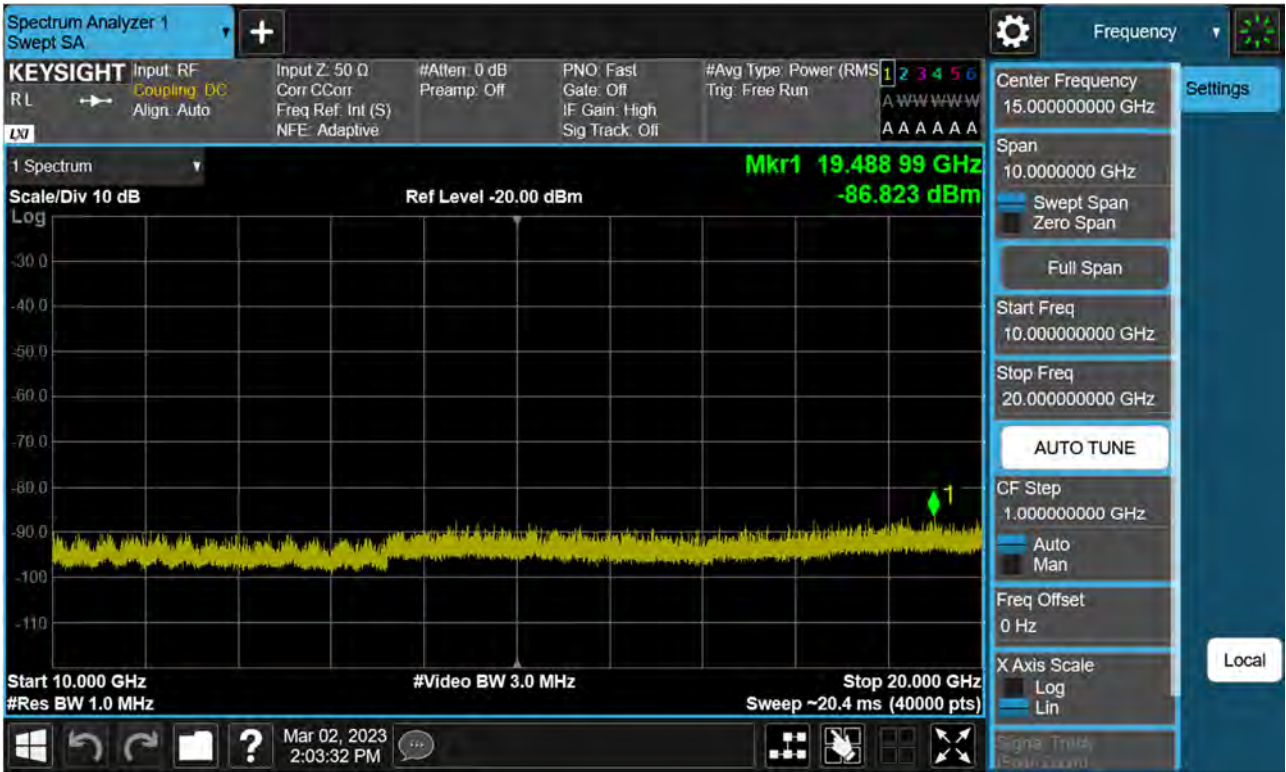 Spectrum Analyzer 1
Swept SA
Frequency
KEYSIGHT
RL
LXI
Input: RF
Coupling: DC
Align: Auto
Input Z: 50 Ω
Corr CCorr
Freq Ref: Int (S)
NFE: Adaptive
#Atten: 0 dB
Preamp: Off
PNO: Fast
Gate: Off
IF Gain: High
Sig Track: Off
#Avg Type: Power (RMS
Trig: Free Run
1 2 3 4 5 6
A W W W W W
A A A A A A
1 Spectrum
Mkr1 19.488 99 GHz
-86.823 dBm
Scale/Div 10 dB
Ref Level -20.00 dBm
Log
-30.0
-40.0
-50.0
-60.0
-70.0
-80.0
-90.0
-100
-110
1
Start 10.000 GHz
#Video BW 3.0 MHz
Stop 20.000 GHz
#Res BW 1.0 MHz
Sweep ~20.4 ms (40000 pts)
Center Frequency
15.000000000 GHz
Span
10.0000000 GHz
Swept Span
Zero Span
Full Span
Start Freq
10.000000000 GHz
Stop Freq
20.000000000 GHz
AUTO TUNE
CF Step
1.000000000 GHz
Auto
Man
Freq Offset
0 Hz
X Axis Scale
Log
Lin
Signal Track
(Span Zoom)
Settings
Local
?
Mar 02, 2023
2:03:32 PM